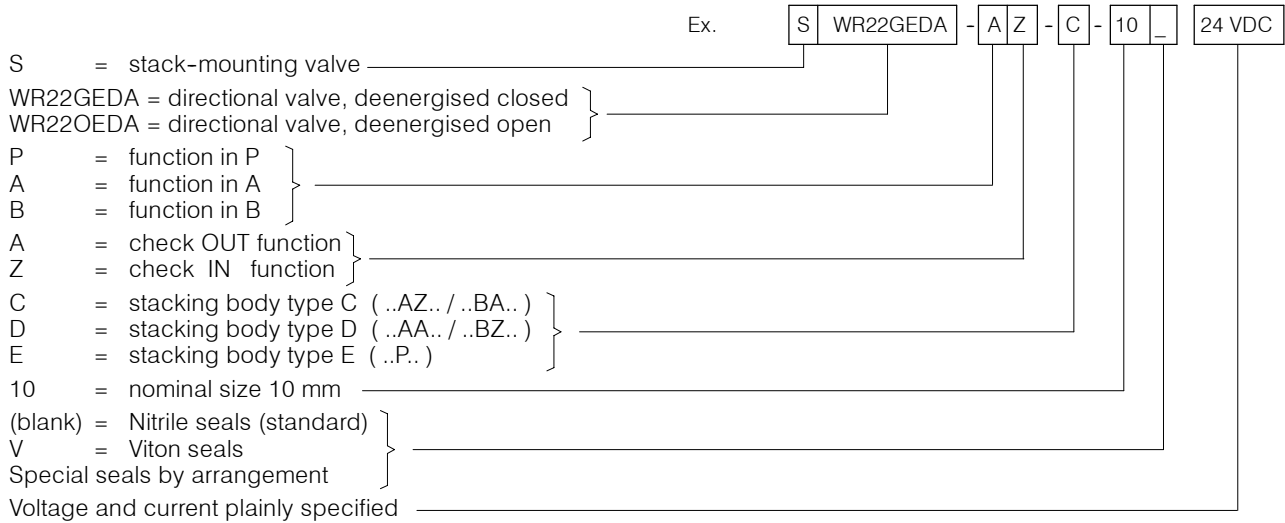 Ex. S WR22GEDA - A Z - C - 10 _ 24 VDC
S = stack-mounting valve
WR22GEDA = directional valve, deenergised closed
WR22OEDA = directional valve, deenergised open
P = function in P
A = function in A
B = function in B
A = check OUT function
Z = check IN function
C = stacking body type C ( ..AZ.. / ..BA.. )
D = stacking body type D ( ..AA.. / ..BZ.. )
E = stacking body type E ( ..P.. )
10 = nominal size 10 mm
(blank) = Nitrile seals (standard)
V = Viton seals
Special seals by arrangement
Voltage and current plainly specified